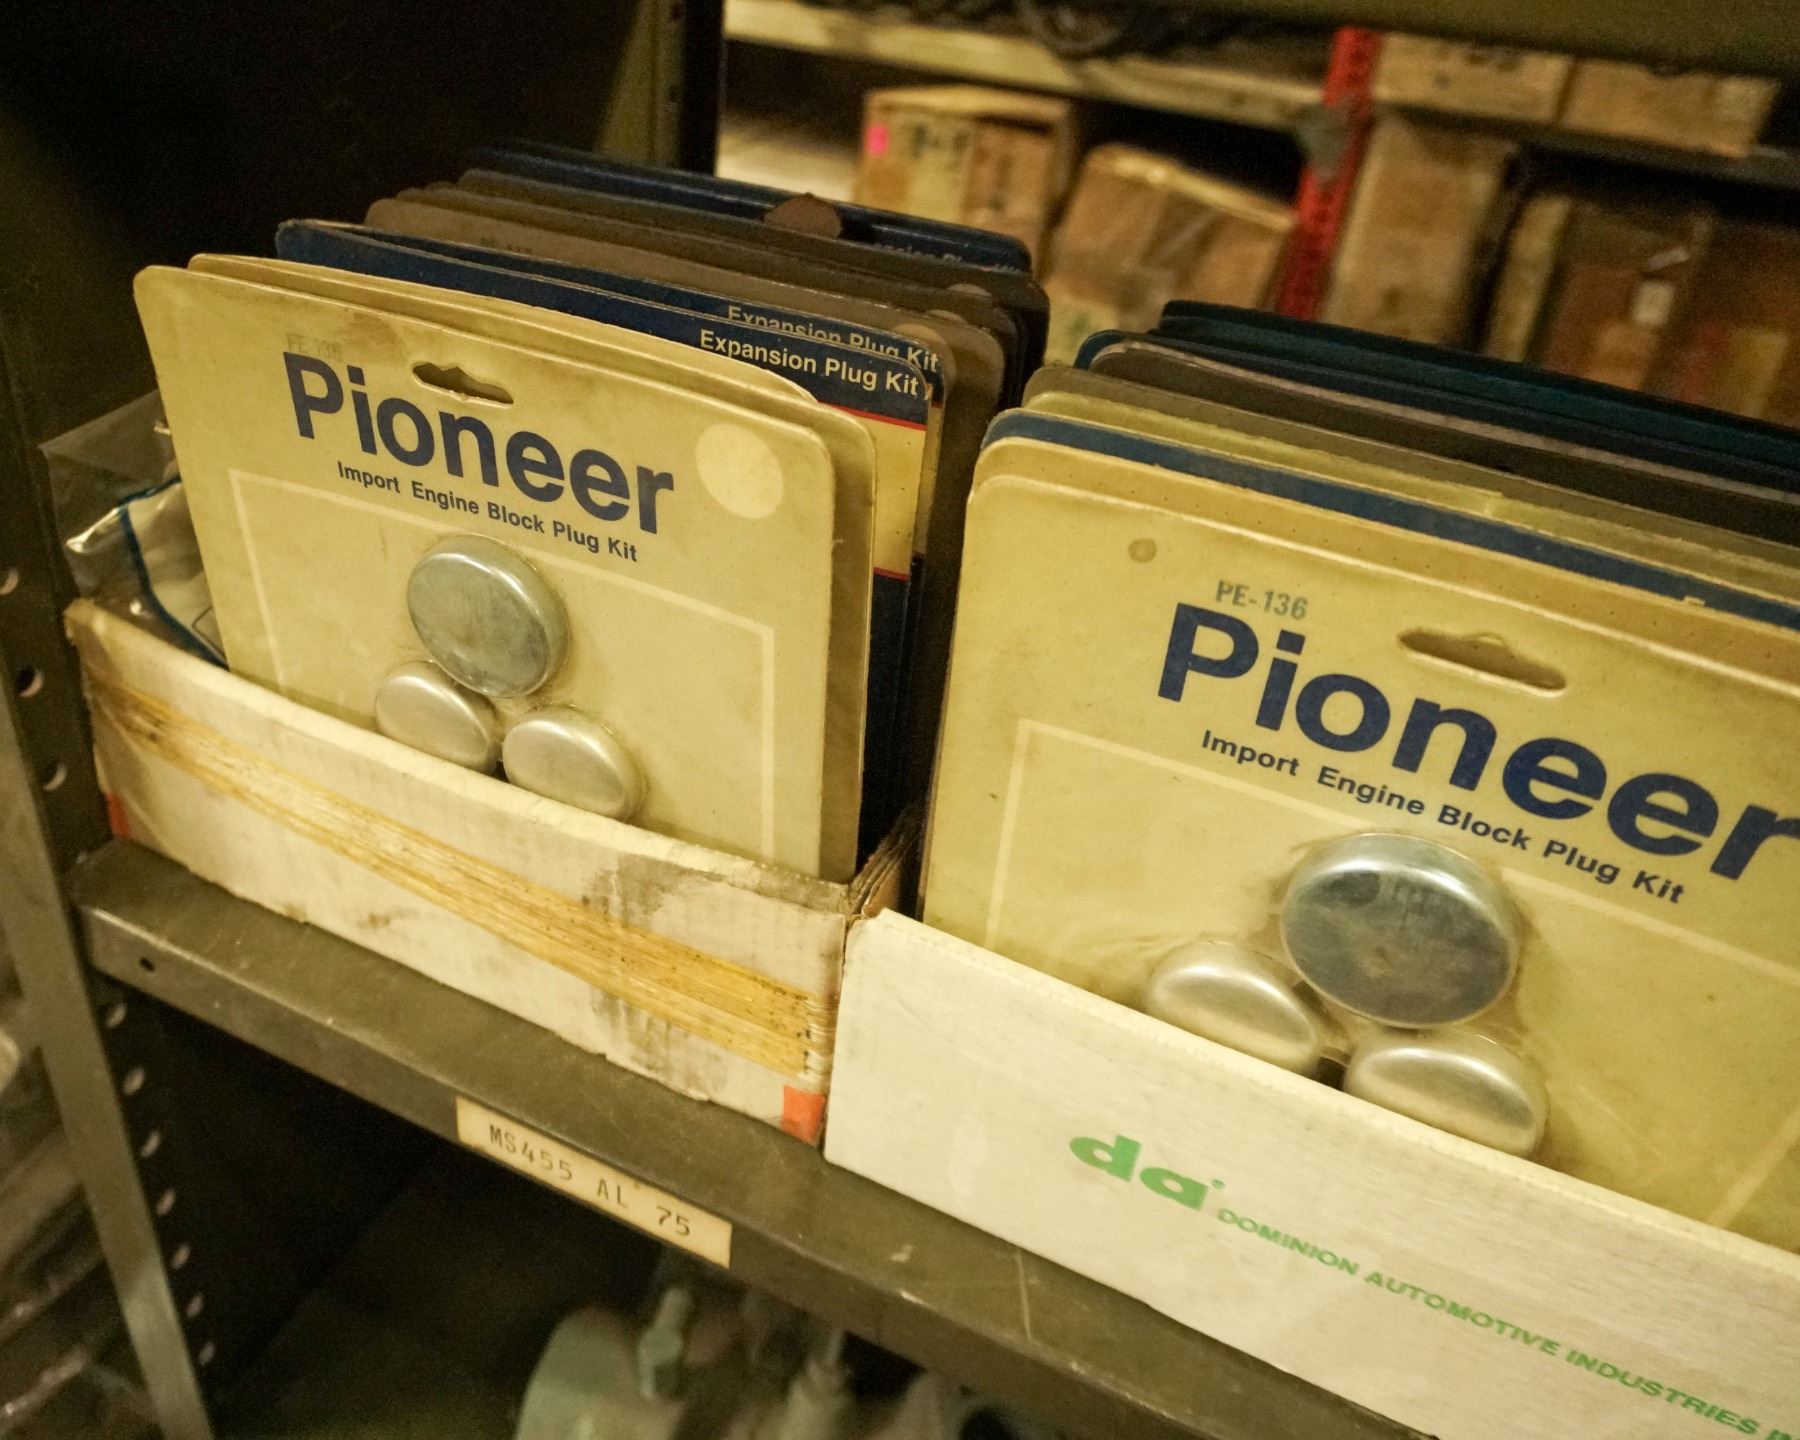 Expansion Plug Kit
Expansion Plug Kit
PE-136
Pioneer
Import Engine Block Plug Kit
PE-136
Pioneer
Import Engine Block Plug Kit
MS455 AL 75
da
DOMINION AUTOMOTIVE INDUSTRIES